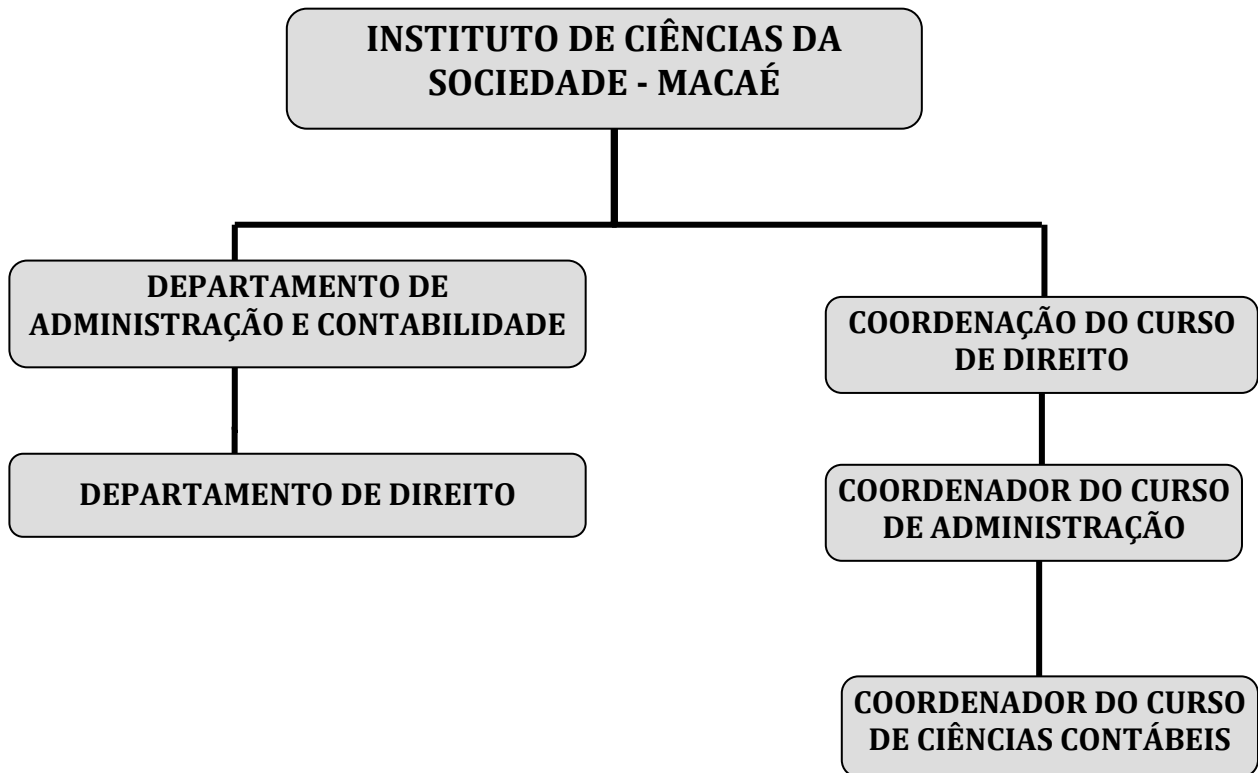 INSTITUTO DE CIÊNCIAS DA
SOCIEDADE - MACAÉ
DEPARTAMENTO DE
ADMINISTRAÇÃO E CONTABILIDADE
DEPARTAMENTO DE DIREITO
COORDENAÇÃO DO CURSO
DE DIREITO
COORDENADOR DO CURSO
DE ADMINISTRAÇÃO
COORDENADOR DO CURSO
DE CIÊNCIAS CONTÁBEIS